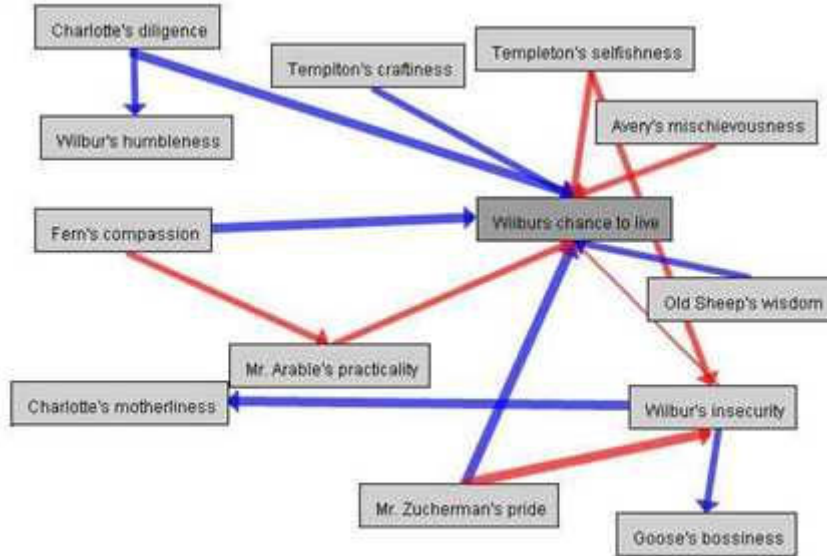 Charlotte's diligence
Templton's craftiness
Templeton's selfishness
Avery's mischievousness
Wilbur's humbleness
Wilburs chance to live
Fern's compassion
Old Sheep's wisdom
Mr. Arable's practicality
Charlotte's motherliness
Wilbur's insecurity
Mr. Zucherman's pride
Goose's bossiness